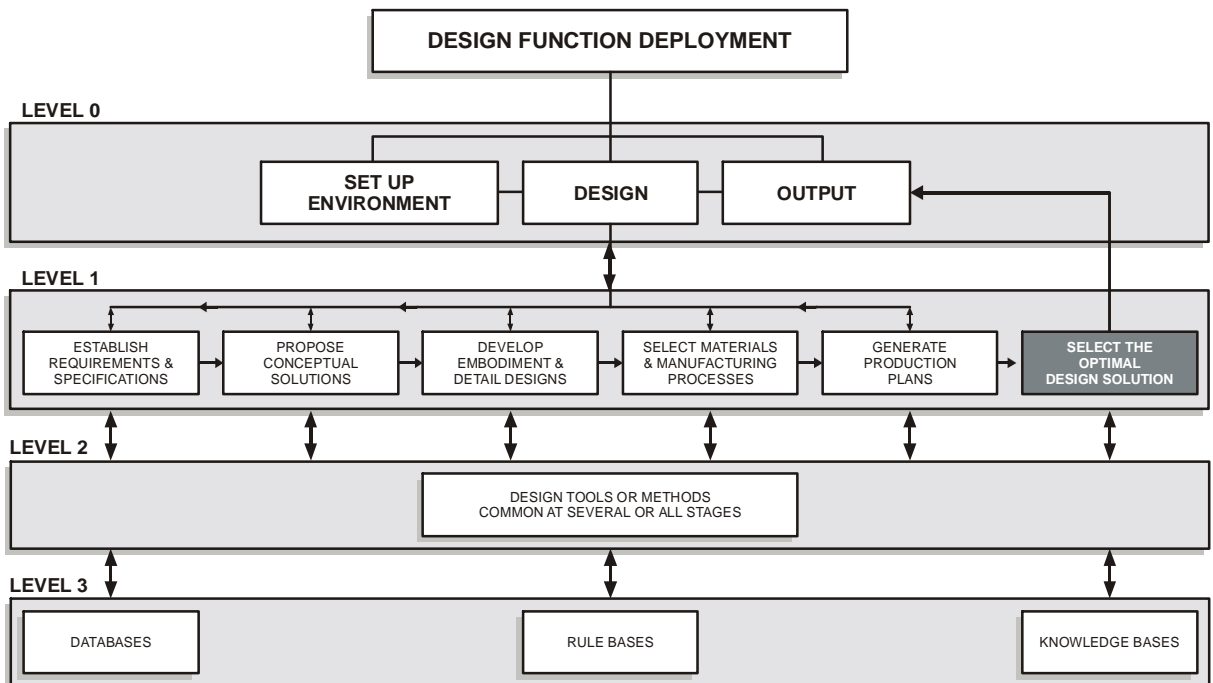 DESIGN FUNCTION DEPLOYMENT
LEVEL 0
SET UP
ENVIRONMENT
DESIGN
OUTPUT
LEVEL 1
ESTABLISH
REQUIREMENTS &
SPECIFICATIONS
PROPOSE
CONCEPTUAL
SOLUTIONS
DEVELOP
EMBODIMENT &
DETAIL DESIGNS
SELECT MATERIALS
& MANUFACTURING
PROCESSES
GENERATE
PRODUCTION
PLANS
SELECT THE
OPTIMAL
DESIGN SOLUTION
LEVEL 2
DESIGN TOOLS OR METHODS
COMMON AT SEVERAL OR ALL STAGES
LEVEL 3
DATABASES
RULE BASES
KNOWLEDGE BASES